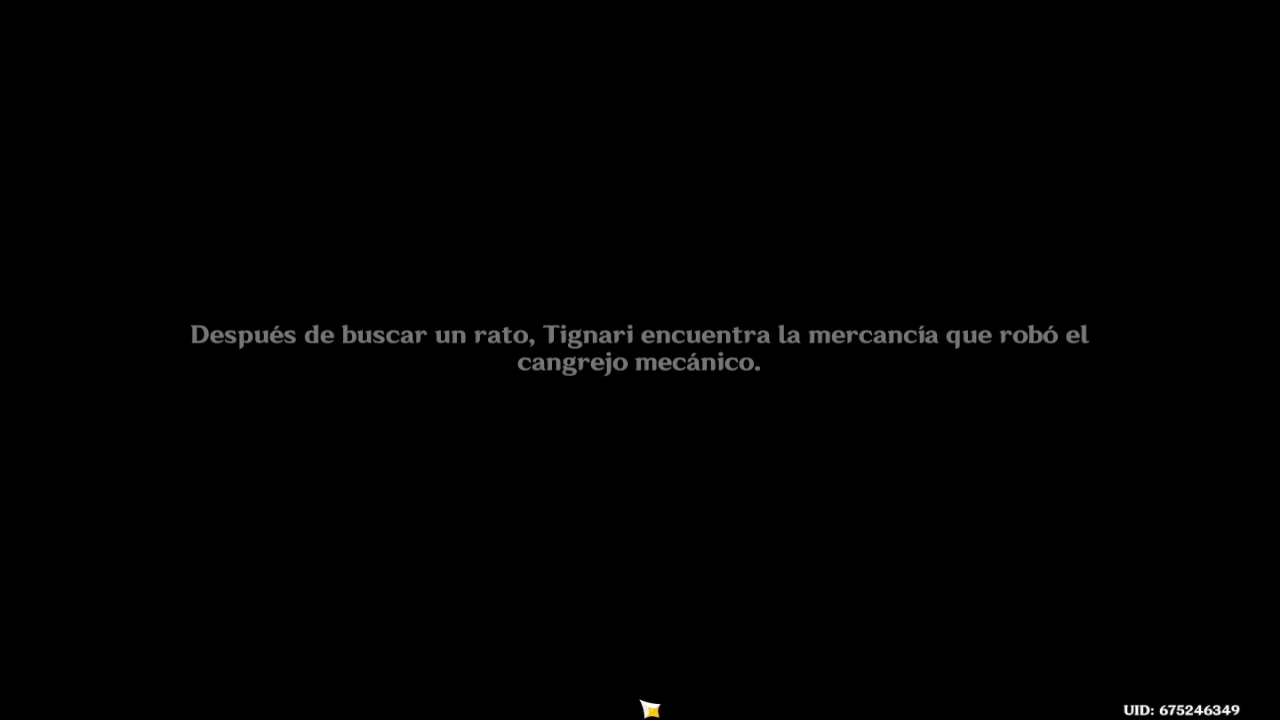 Después de buscar un rato, Tignari encuentra la mercancía que robó el
cangrejo mecánico.
UID: 675246349